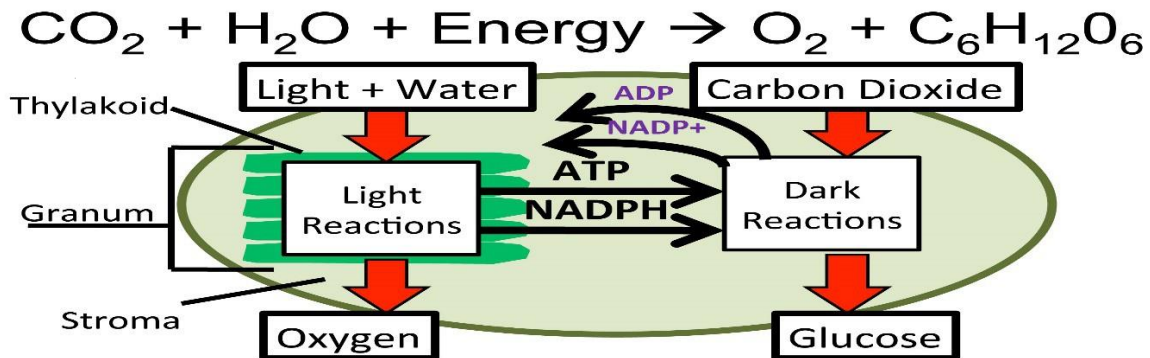 CO₂ + H₂O + Energy → O₂ + C₆H₁₂0₆
Light + Water
ADP
Carbon Dioxide
Thylakoid
NADP+
ATP
Light
Reactions
Dark
Reactions
Granum
NADPH
Stroma
Oxygen
Glucose